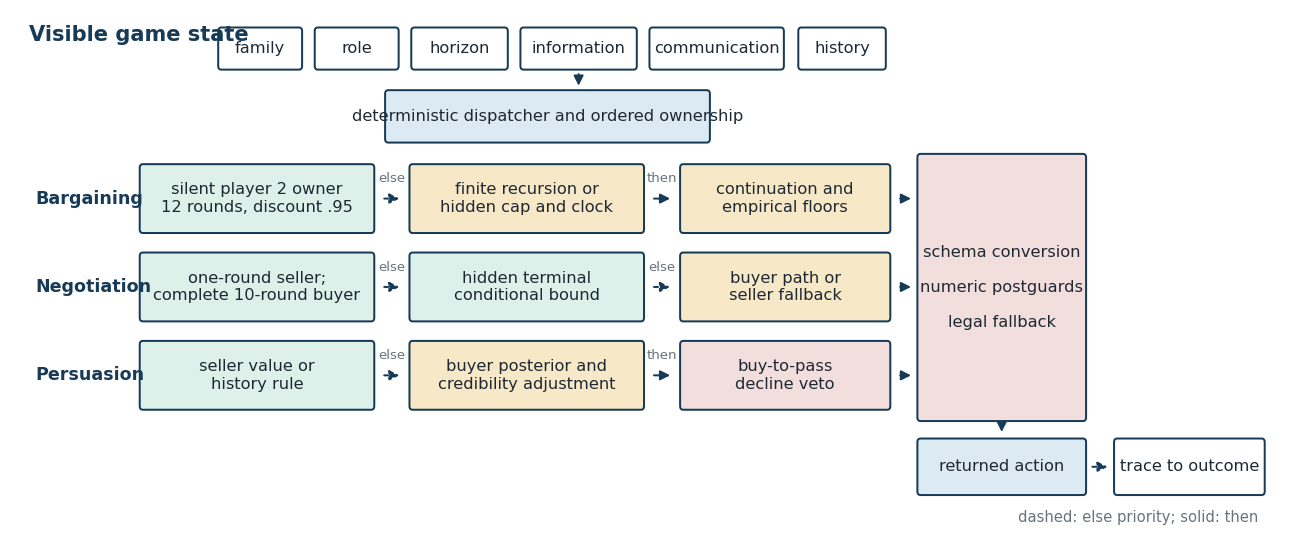 Visible game state
family
role
horizon
information
communication
history
deterministic dispatcher and ordered ownership
Bargaining
silent player 2 owner
12 rounds, discount .95
else
finite recursion or
hidden cap and clock
then
continuation and
empirical floors
Negotiation
one-round seller;
complete 10-round buyer
else
hidden terminal
conditional bound
else
buyer path or
seller fallback
Persuasion
seller value or
history rule
else
buyer posterior and
credibility adjustment
then
buy-to-pass
decline veto
schema conversion
numeric postguards
legal fallback
returned action
trace to outcome
dashed: else priority; solid: then